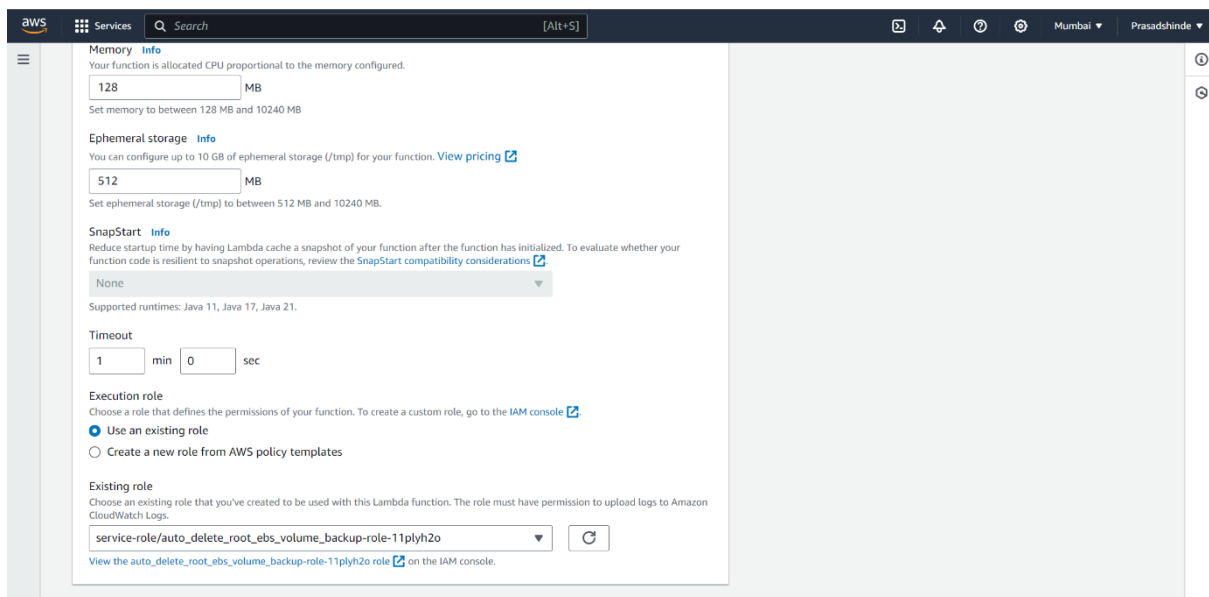 aws Services Search [Alt+S] Mumbai Prasadshinde
Memory Info
Your function is allocated CPU proportional to the memory configured.
128 MB
Set memory to between 128 MB and 10240 MB
Ephemeral storage Info
You can configure up to 10 GB of ephemeral storage (/tmp) for your function. View pricing
512 MB
Set ephemeral storage (/tmp) to between 512 MB and 10240 MB.
SnapStart Info
Reduce startup time by having Lambda cache a snapshot of your function after the function has initialized. To evaluate whether your
function code is resilient to snapshot operations, review the SnapStart compatibility considerations.
None
Supported runtimes: Java 11, Java 17, Java 21.
Timeout
1 min 0 sec
Execution role
Choose a role that defines the permissions of your function. To create a custom role, go to the IAM console.
Use an existing role
Create a new role from AWS policy templates
Existing role
Choose an existing role that you've created to be used with this Lambda function. The role must have permission to upload logs to Amazon
CloudWatch Logs.
service-role/auto_delete_root_ebs_volume_backup-role-11plyh2o
View the auto_delete_root_ebs_volume_backup-role-11plyh2o role on the IAM console.